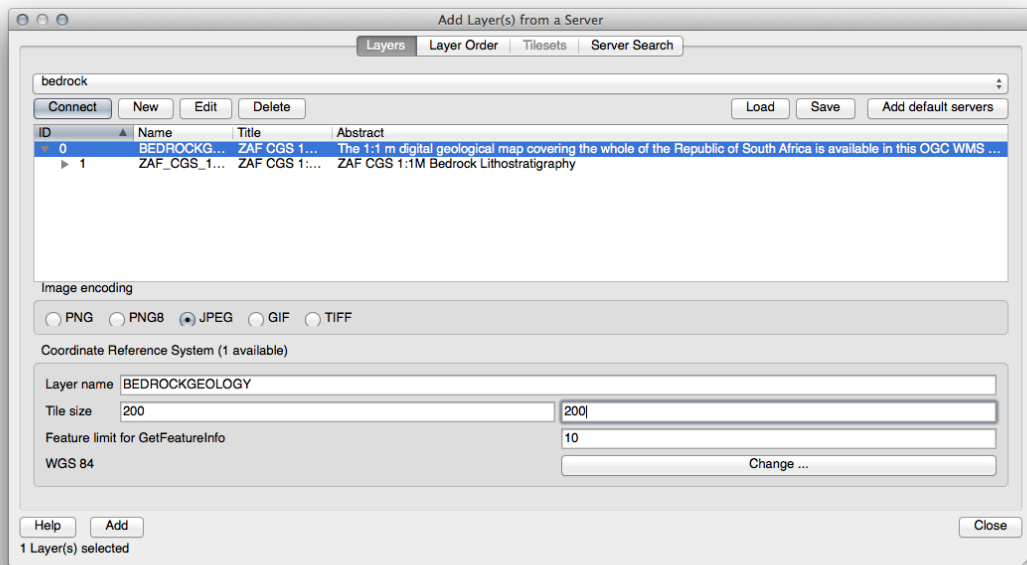 Add Layer(s) from a Server
Layers Layer Order Tilesets Server Search
bedrock
Connect New Edit Delete Load Save Add default servers
ID Name Title Abstract
0 BEDROCKG... ZAF CGS 1... The 1:1 m digital geological map covering the whole of the Republic of South Africa is available in this OGC WMS ...
1 ZAF_CGS_1... ZAF CGS 1:... ZAF CGS 1:1M Bedrock Lithostratigraphy
Image encoding
PNG PNG8 JPEG GIF TIFF
Coordinate Reference System (1 available)
Layer name BEDROCKGEOLOGY
Tile size 200 200
Feature limit for GetFeatureInfo 10
WGS 84 Change ...
Help Add Close
1 Layer(s) selected